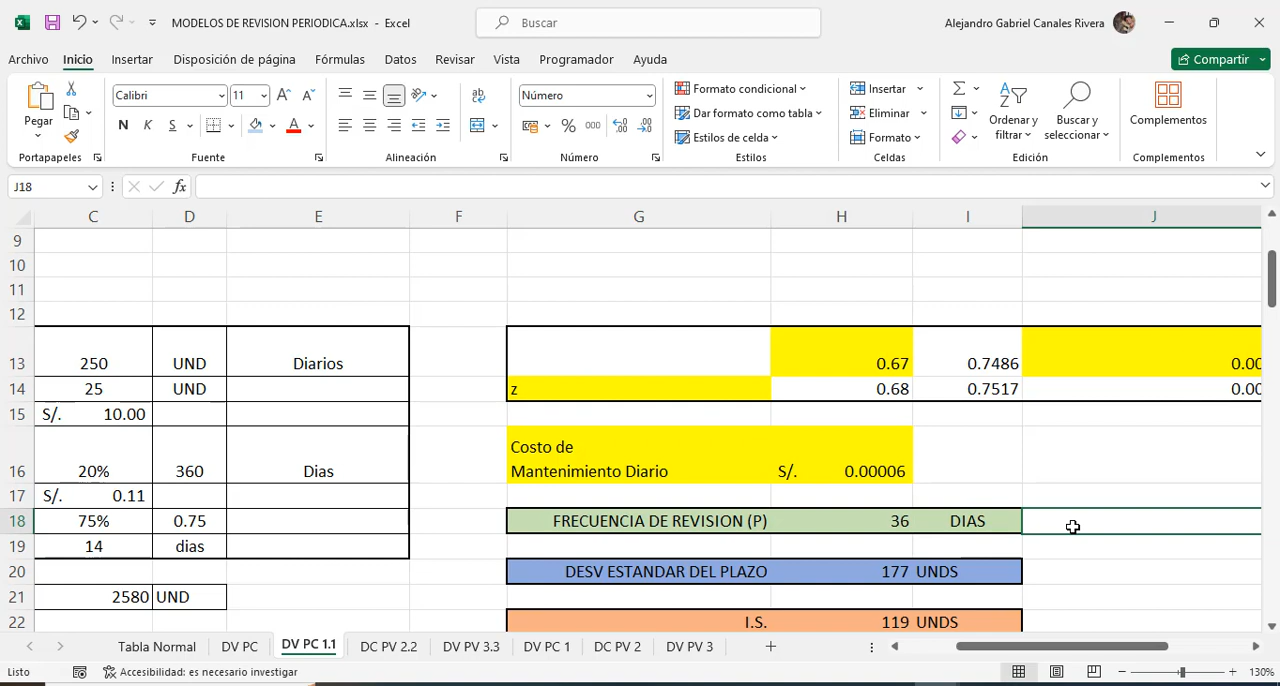 MODELOS DE REVISION PERIODICA.xlsx - Excel
Buscar
Alejandro Gabriel Canales Rivera
Archivo Inicio Insertar Disposición de página Fórmulas Datos Revisar Vista Programador Ayuda
Compartir
Pegar
Portapapeles
Calibri 11
N K S
Fuente
Alineación
Número
% 000
Número
Formato condicional
Dar formato como tabla
Estilos de celda
Estilos
Insertar
Eliminar
Formato
Celdas
Ordenar y filtrar
Buscar y seleccionar
Edición
Complementos
Complementos
J18
fx
C D E F G H I J
9
10
11
12
13 250 UND Diarios 0.67 0.7486 0.00
14 25 UND z 0.68 0.7517 0.00
15 S/. 10.00
Costo de
16 20% 360 Dias Mantenimiento Diario S/. 0.00006
17 S/. 0.11
18 75% 0.75 FRECUENCIA DE REVISION (P) 36 DIAS
19 14 dias
20 DESV ESTANDAR DEL PLAZO 177 UNDS
21 2580 UND
22 I.S. 119 UNDS
Tabla Normal DV PC DV PC 1.1 DC PV 2.2 DV PV 3.3 DV PC 1 DC PV 2 DV PV 3
Listo Accesibilidad: es necesario investigar 130%